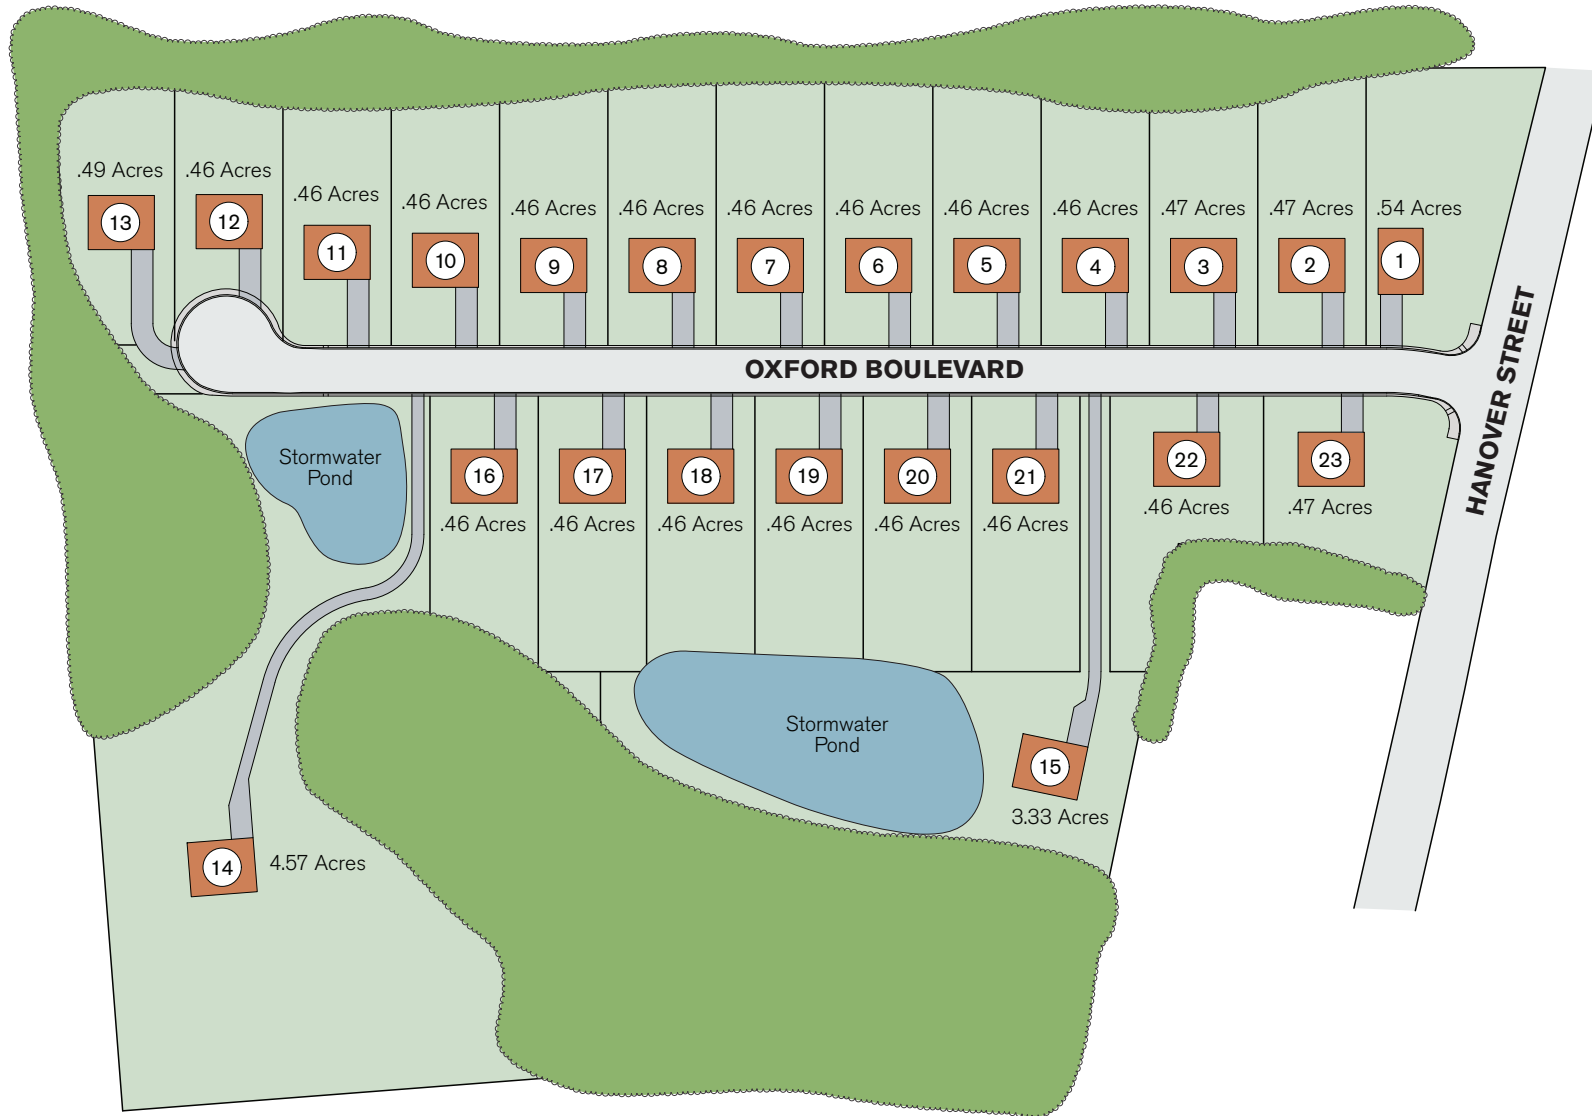 .49 Acres
.46 Acres
.46 Acres
.46 Acres
.46 Acres
.46 Acres
.46 Acres
.46 Acres
.46 Acres
.46 Acres
.47 Acres
.47 Acres
.54 Acres
13
12
11
10
9
8
7
6
5
4
3
2
1
OXFORD BOULEVARD
HANOVER STREET
Stormwater
Pond
16
17
18
19
20
21
22
23
.46 Acres
.46 Acres
.46 Acres
.46 Acres
.46 Acres
.46 Acres
.46 Acres
.47 Acres
Stormwater
Pond
15
3.33 Acres
14
4.57 Acres